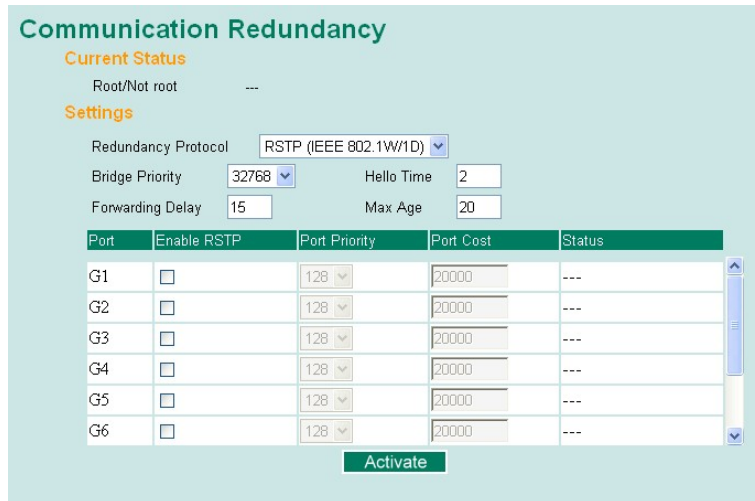 Communication Redundancy
Current Status
Root/Not root ---
Settings
Redundancy Protocol RSTP (IEEE 802.1W/1D)
Bridge Priority 32768 Hello Time 2
Forwarding Delay 15 Max Age 20
Port Enable RSTP Port Priority Port Cost Status
G1 128 20000 ---
G2 128 20000 ---
G3 128 20000 ---
G4 128 20000 ---
G5 128 20000 ---
G6 128 20000 ---
Activate